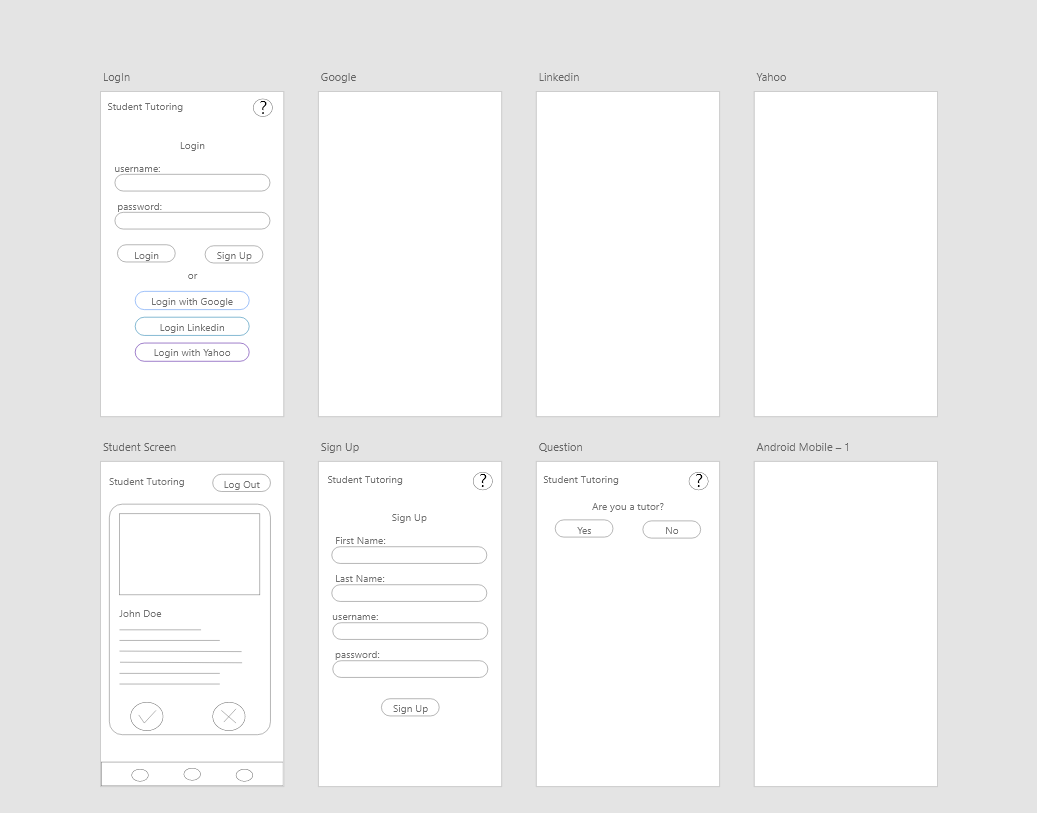 LogIn
Google
Linkedin
Yahoo
Student Tutoring
?
Login
username:
password:
Login
Sign Up
or
Login with Google
Login Linkedin
Login with Yahoo
Student Screen
Sign Up
Question
Android Mobile – 1
Student Tutoring
Log Out
John Doe
Student Tutoring
?
Sign Up
First Name:
Last Name:
username:
password:
Sign Up
Student Tutoring
?
Are you a tutor?
Yes
No